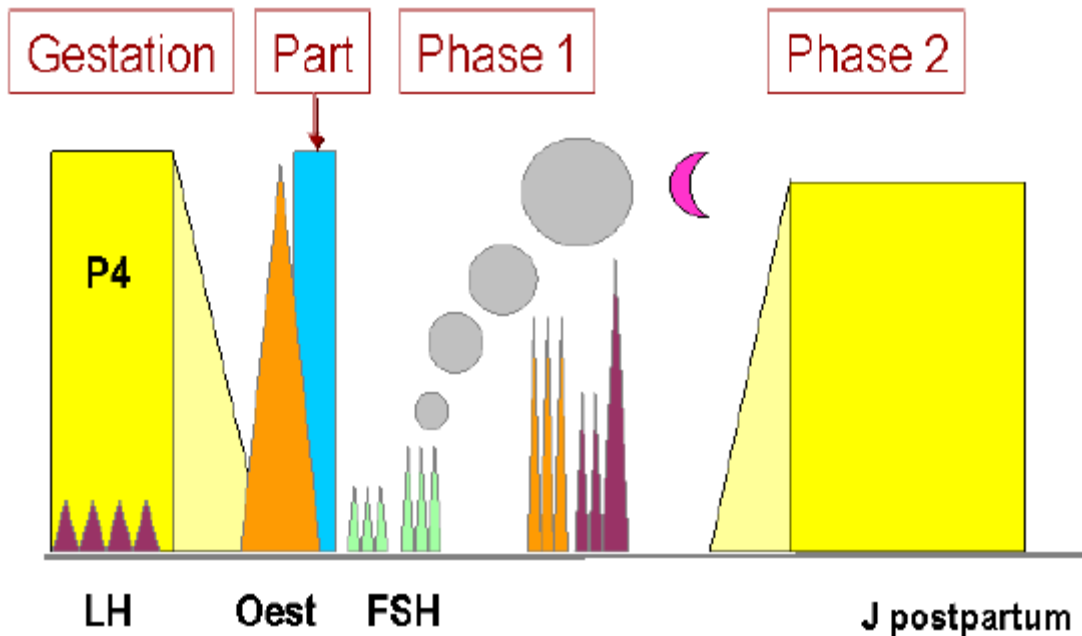 Gestation
Part
Phase 1
Phase 2
P4
LH
Oest
FSH
J postpartum